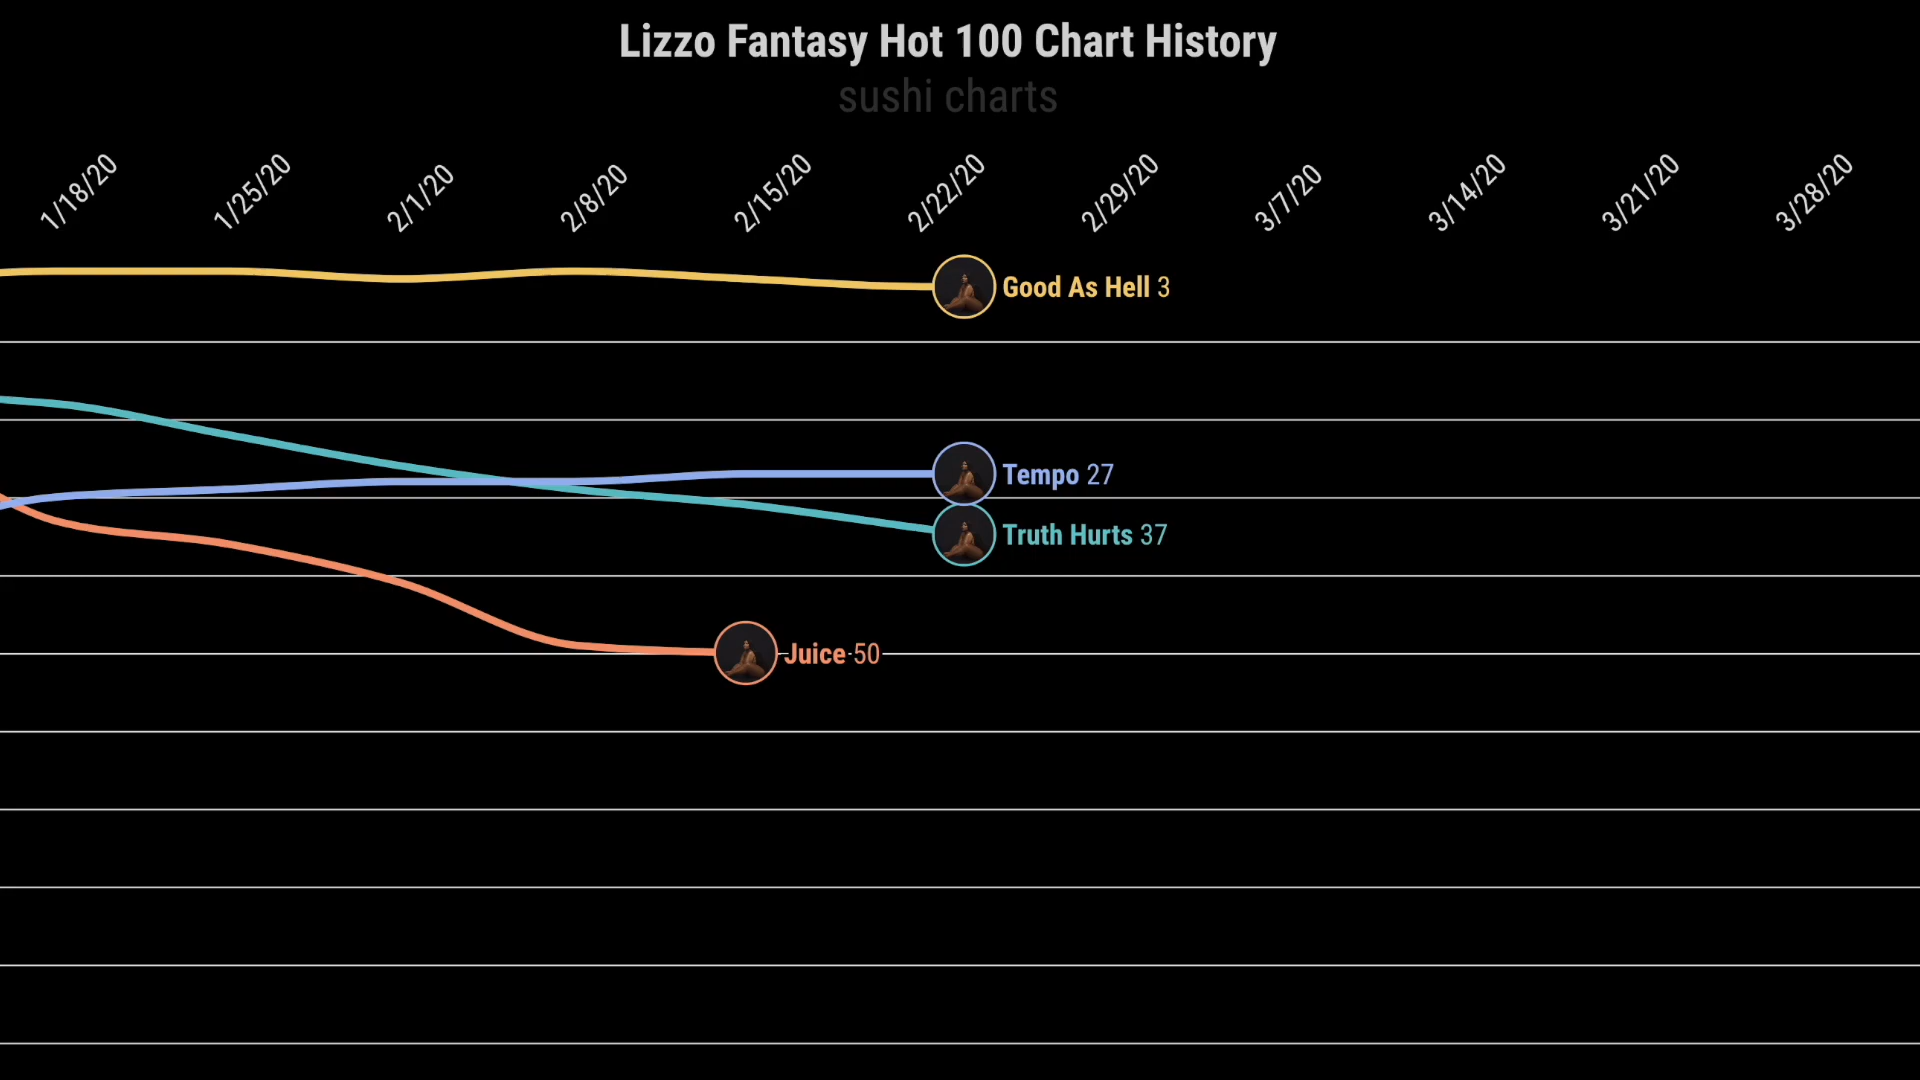 Lizzo Fantasy Hot 100 Chart History
sushi charts
1/18/20
1/25/20
2/1/20
2/8/20
2/15/20
2/22/20
2/29/20
3/7/20
3/14/20
3/21/20
3/28/20
Good As Hell 3
Tempo 27
Truth Hurts 37
Juice 50